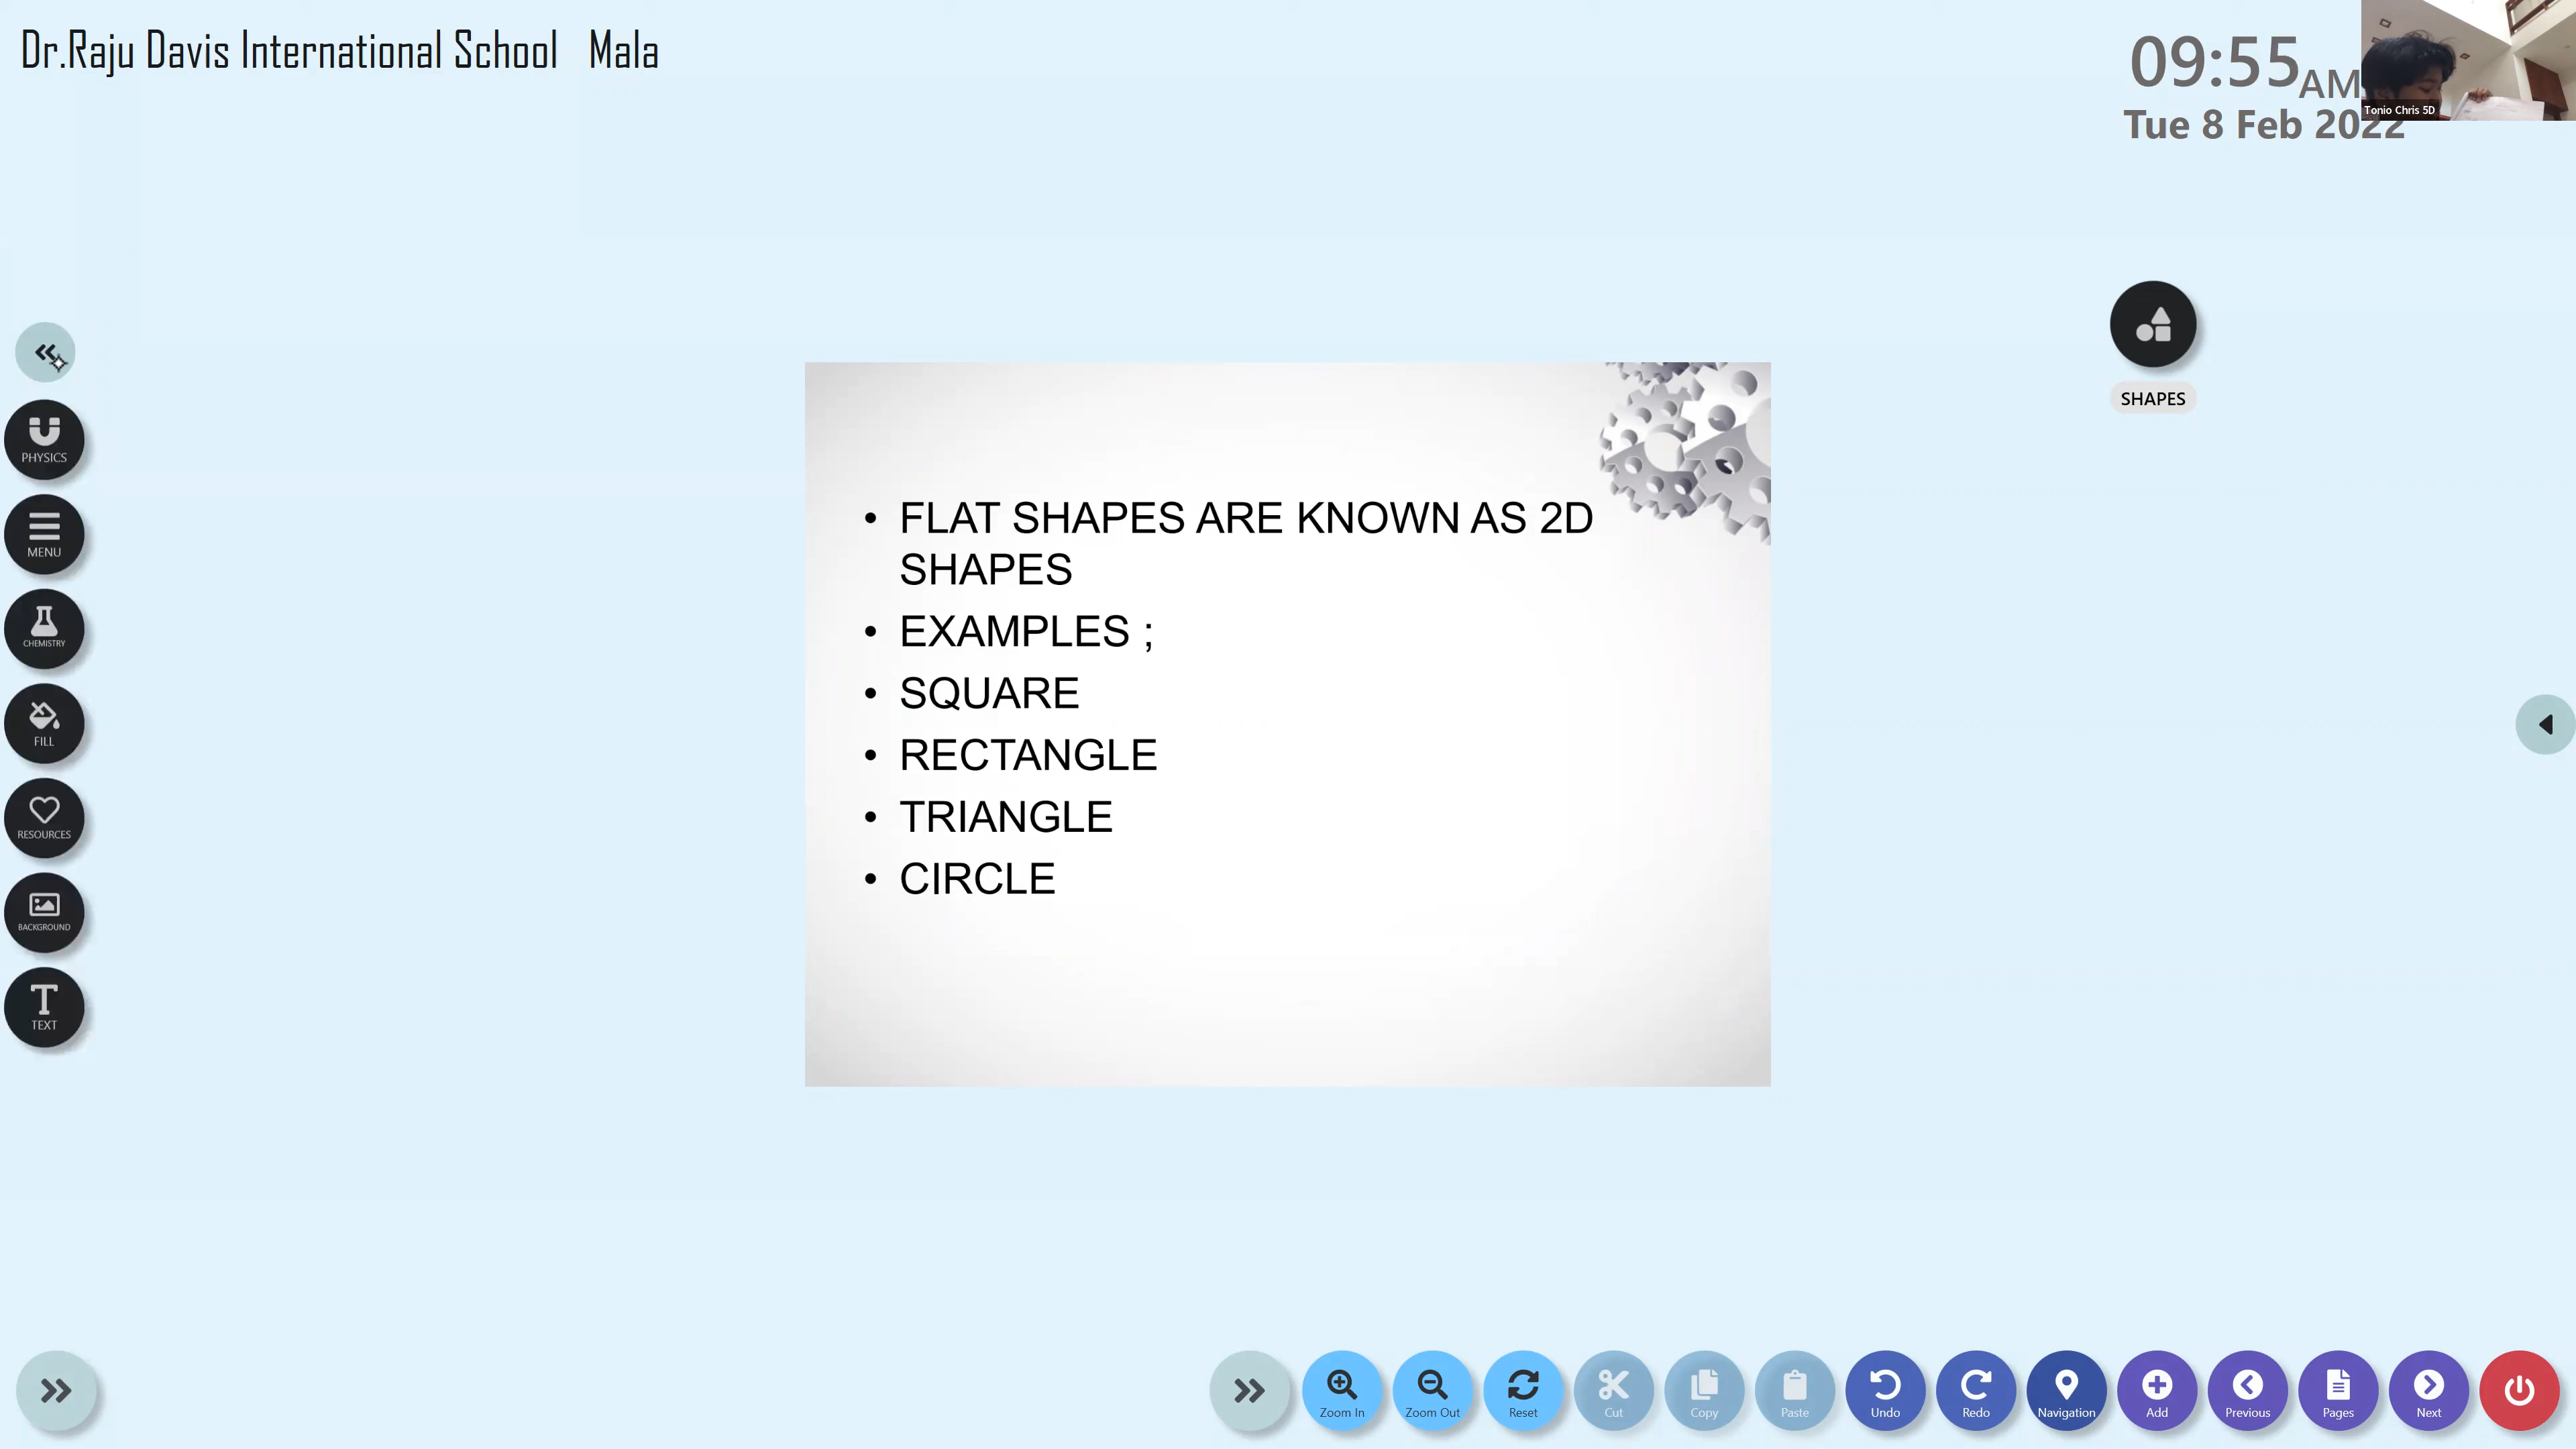 Dr.Raju Davis International School Mala
09:55 AM
Tue 8 Feb 2022
Tonio Chris 5D
SHAPES
PHYSICS
MENU
CHEMISTRY
FILL
RESOURCES
BACKGROUND
T
TEXT
• FLAT SHAPES ARE KNOWN AS 2D
SHAPES
• EXAMPLES ;
• SQUARE
• RECTANGLE
• TRIANGLE
• CIRCLE
Zoom In Zoom Out Reset Cut Copy Paste Undo Redo Navigation Add Previous Pages Next